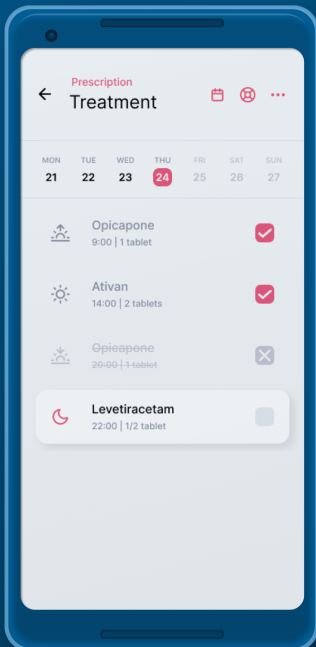 Prescription
Treatment
MON TUE WED THU FRI SAT SUN
21 22 23 24 25 26 27
Opicapone
9:00 | 1 tablet
Ativan
14:00 | 2 tablets
Opicapone
20:00 | 1 tablet
Levetiracetam
22:00 | 1/2 tablet